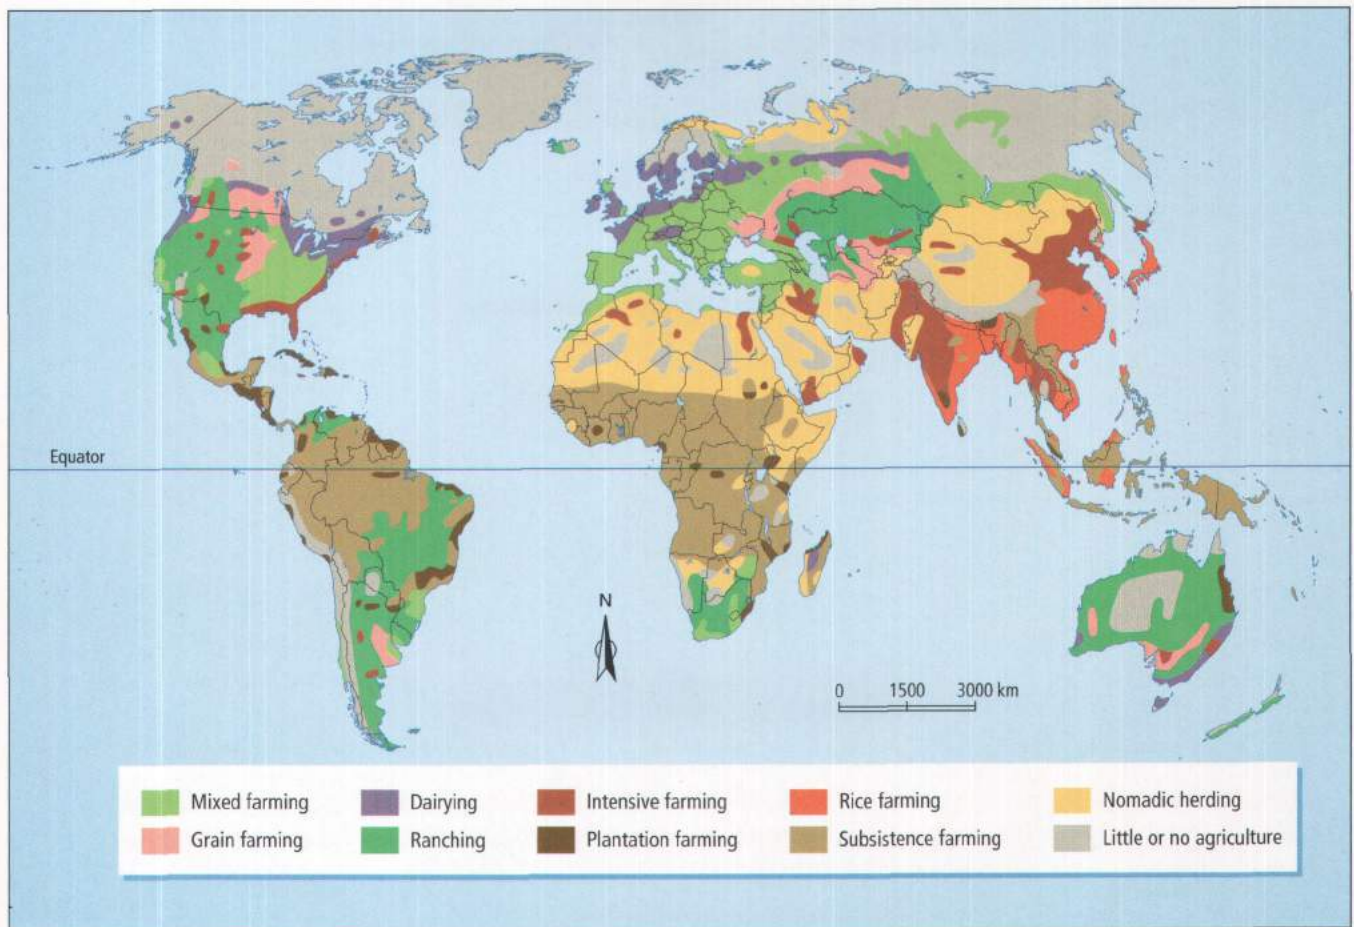 Equator
N
0 1500 3000 km
Mixed farming Dairying Intensive farming Rice farming Nomadic herding
Grain farming Ranching Plantation farming Subsistence farming Little or no agriculture